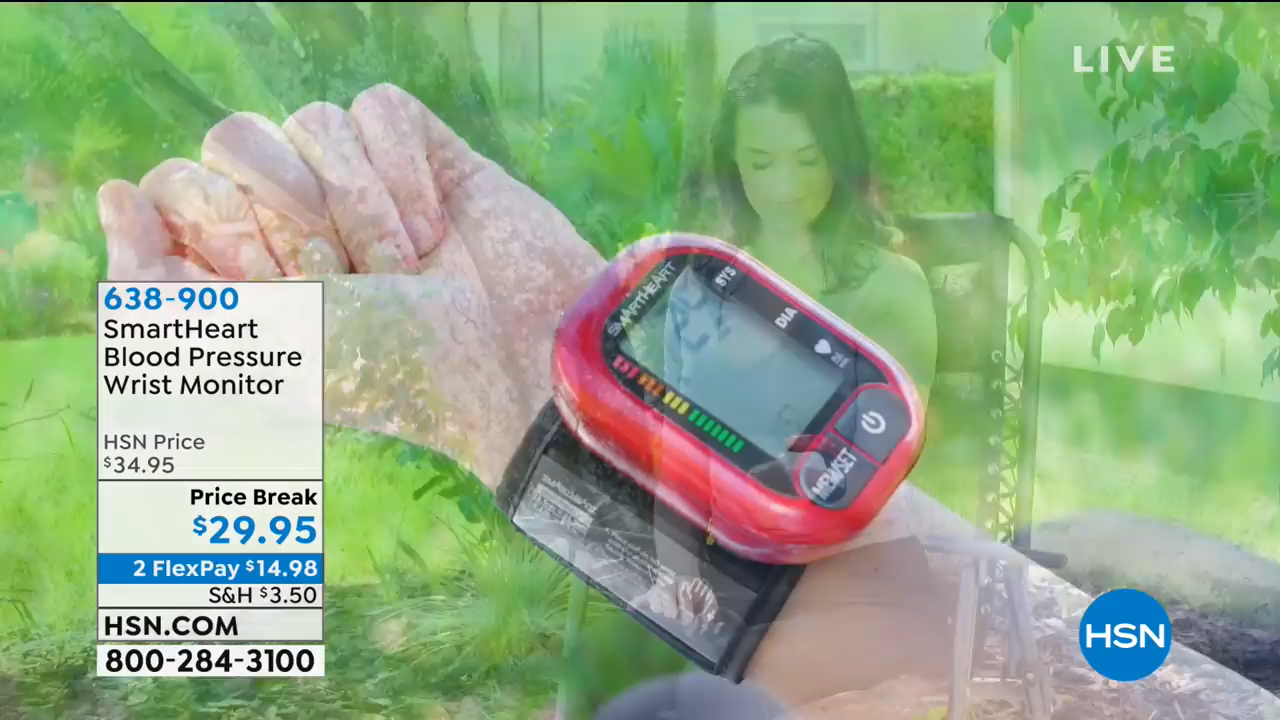 LIVE
638-900
SmartHeart
Blood Pressure
Wrist Monitor
HSN Price
$34.95
Price Break
$29.95
2 FlexPay $14.98
S&H $3.50
HSN.COM
800-284-3100
SMARTHEART
SYS
DIA
MEM/SET
HSN